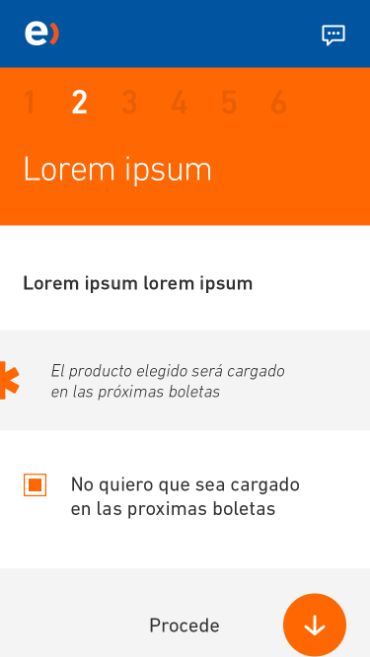 e)
1 2 3 4 5 6
Lorem ipsum
Lorem ipsum lorem ipsum
El producto elegido será cargado
en las próximas boletas
No quiero que sea cargado
en las proximas boletas
Procede